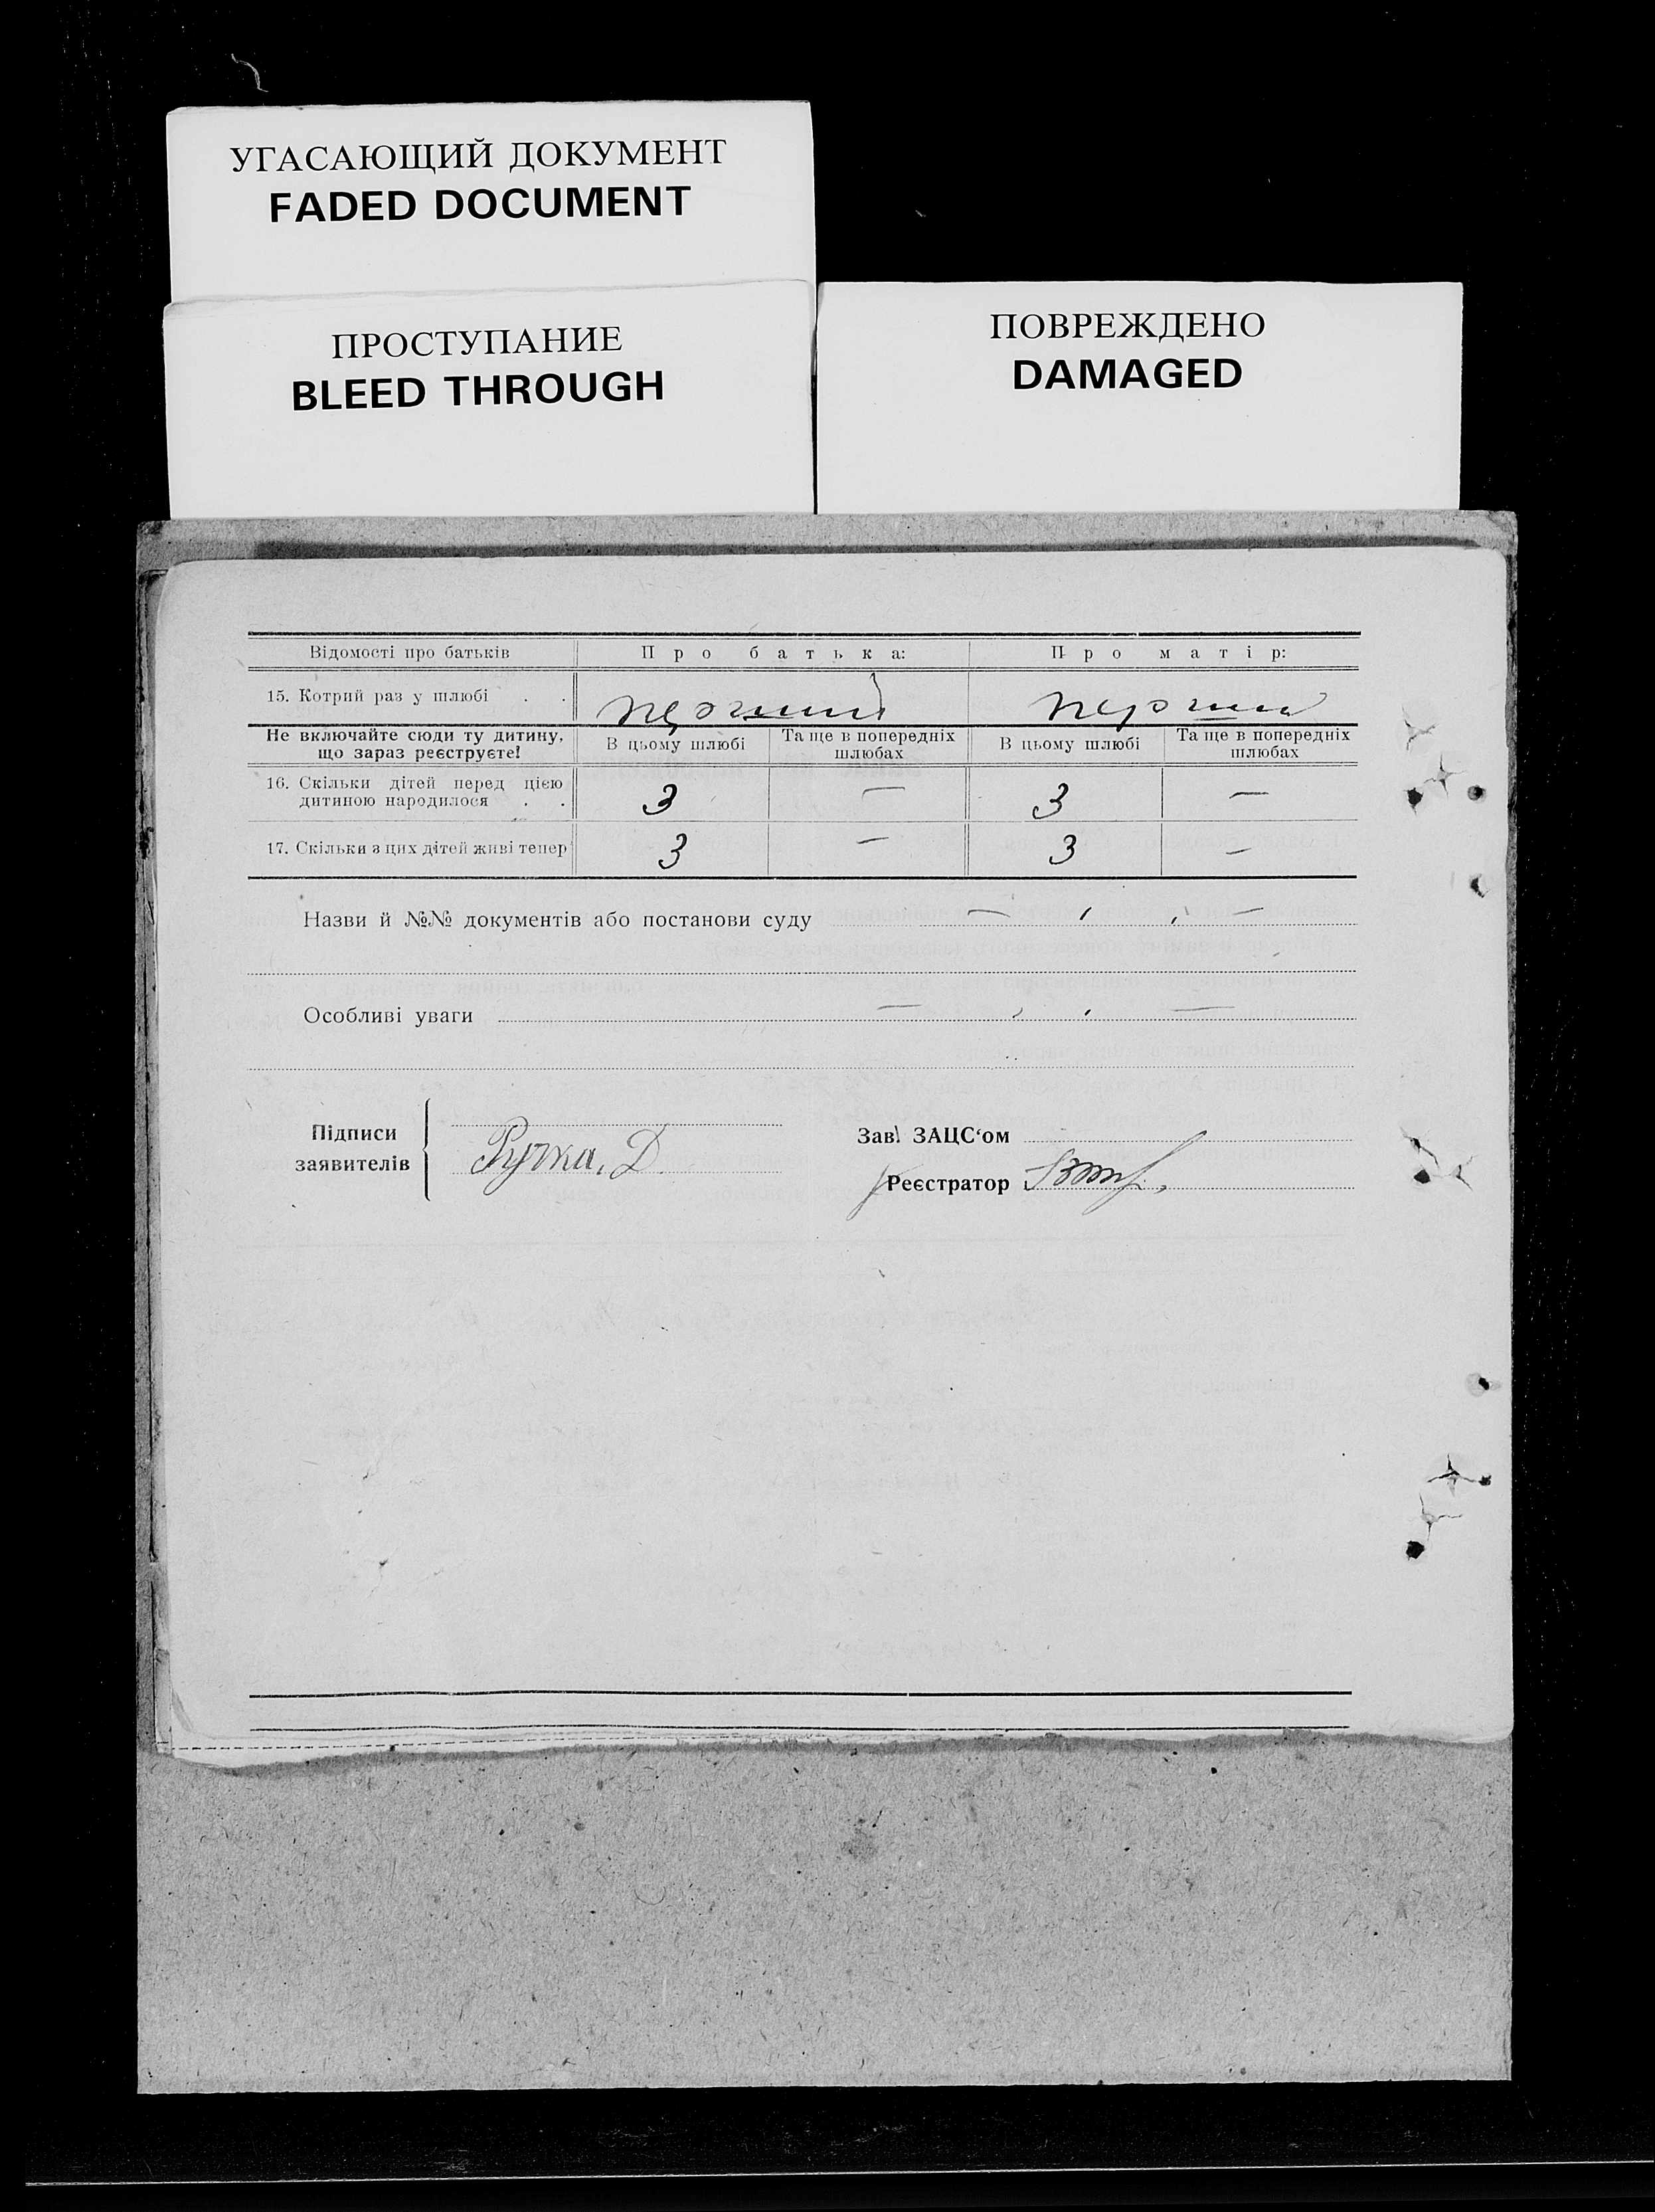 УГАСАЮЩИЙ ДОКУМЕНТ
FADED DOCUMENT
ПРОСТУПАНИЕ
BLEED THROUGH
ПОВРЕЖДЕНО
DAMAGED
Відомості про батьків Про батька: Про матір:
15. Котрий раз у шлюбі . . перший перший
Не включайте сюди ту дитину, що зараз реєструєте! В цьому шлюбі Та ще в попередніх шлюбах В цьому шлюбі Та ще в попередніх шлюбах
16. Скільки дітей перед цією
дитиною народилося . . 3 — 3 —
17. Скільки з цих дітей живі тепер 3 — 3 —
Назви й №№ документів або постанови суду — —
Особливі уваги — —
Підписи
заявителів Ручка. Д.
Зав. ЗАЦС‘ом
Реєстратор